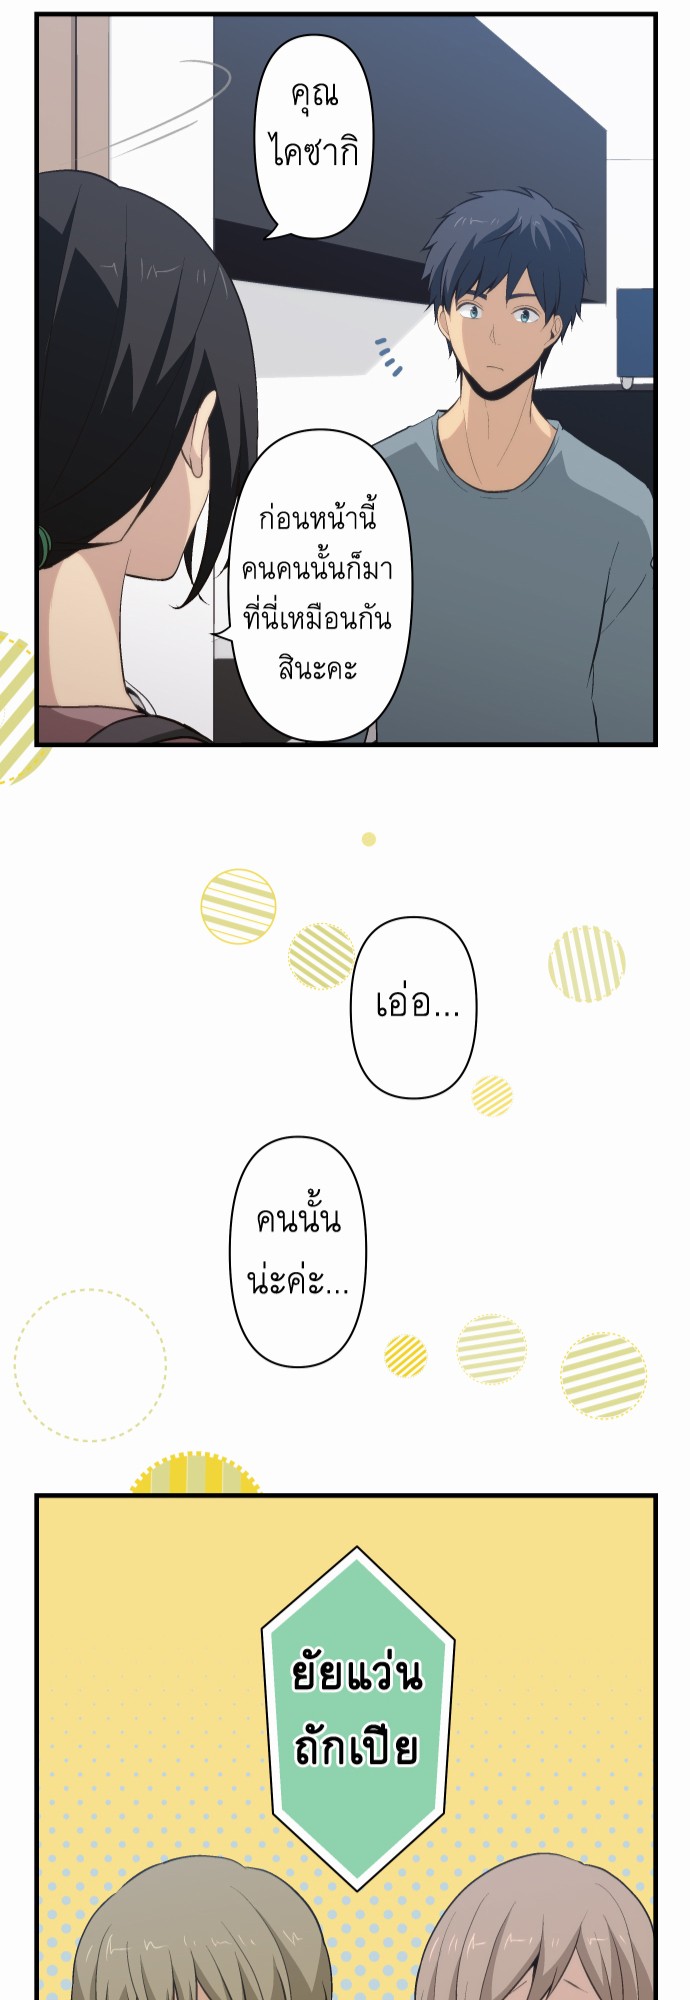 คุณ
ไคซากิ
ก่อนหน้านี้
คนคนนั้นก็มา
ที่นี่เหมือนกัน
สินะคะ
เอ่อ...
คนนั้น
น่ะค่ะ...
ยัยแว่น
ถักเปีย